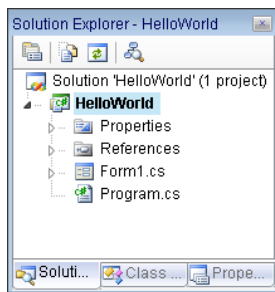 Solution Explorer - HelloWorld
Solution 'HelloWorld' (1 project)
HelloWorld
Properties
References
Form1.cs
Program.cs
Soluti... Class ... Prope...